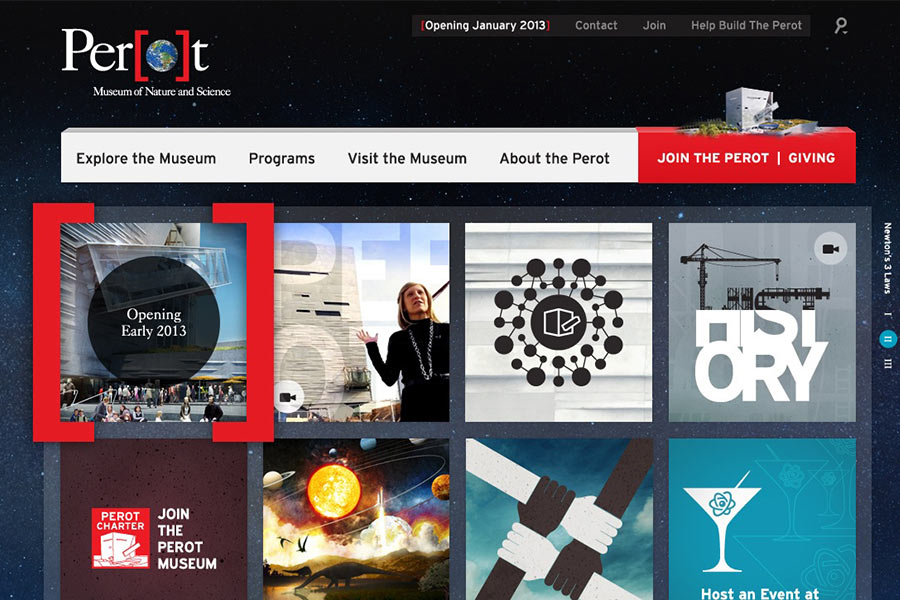 [Opening January 2013] Contact Join Help Build The Perot
Per[o]t
Museum of Nature and Science
Explore the Museum Programs Visit the Museum About the Perot JOIN THE PEROT | GIVING
Opening
Early 2013
HIST
ORY
Newton's 3 Laws I II III
PEROT
CHARTER
JOIN
THE
PEROT
MUSEUM
Host an Event at